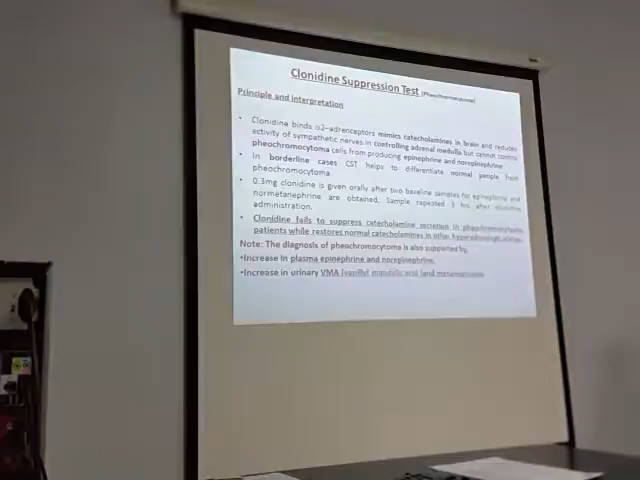 Clonidine Suppression Test (Pheochromocytoma)
Principle and interpretation
• Clonidine binds α2–adrenceptors mimics catecholamines in brain and reduces
activity of sympathetic nerves in controlling adrenal medulla but cannot control
pheochromocytoma cells from producing epinephrine and norepinephrine
• In borderline cases CST helps to differentiate normal people from
pheochromocytoma.
• 0.3mg clonidine is given orally after two baseline samples for epinephrine and
normetanephrine are obtained. Sample repeated 3 hrs after clonidine
administration.
• Clonidine fails to suppress catecholamine secretion in pheochromocytoma
patients while restores normal catecholamines in other
Note: The diagnosis of pheochromocytoma is also supported by
•Increase in plasma epinephrine and norepinephrine.
•Increase in urinary VMA (vanillyl mandelic acid and